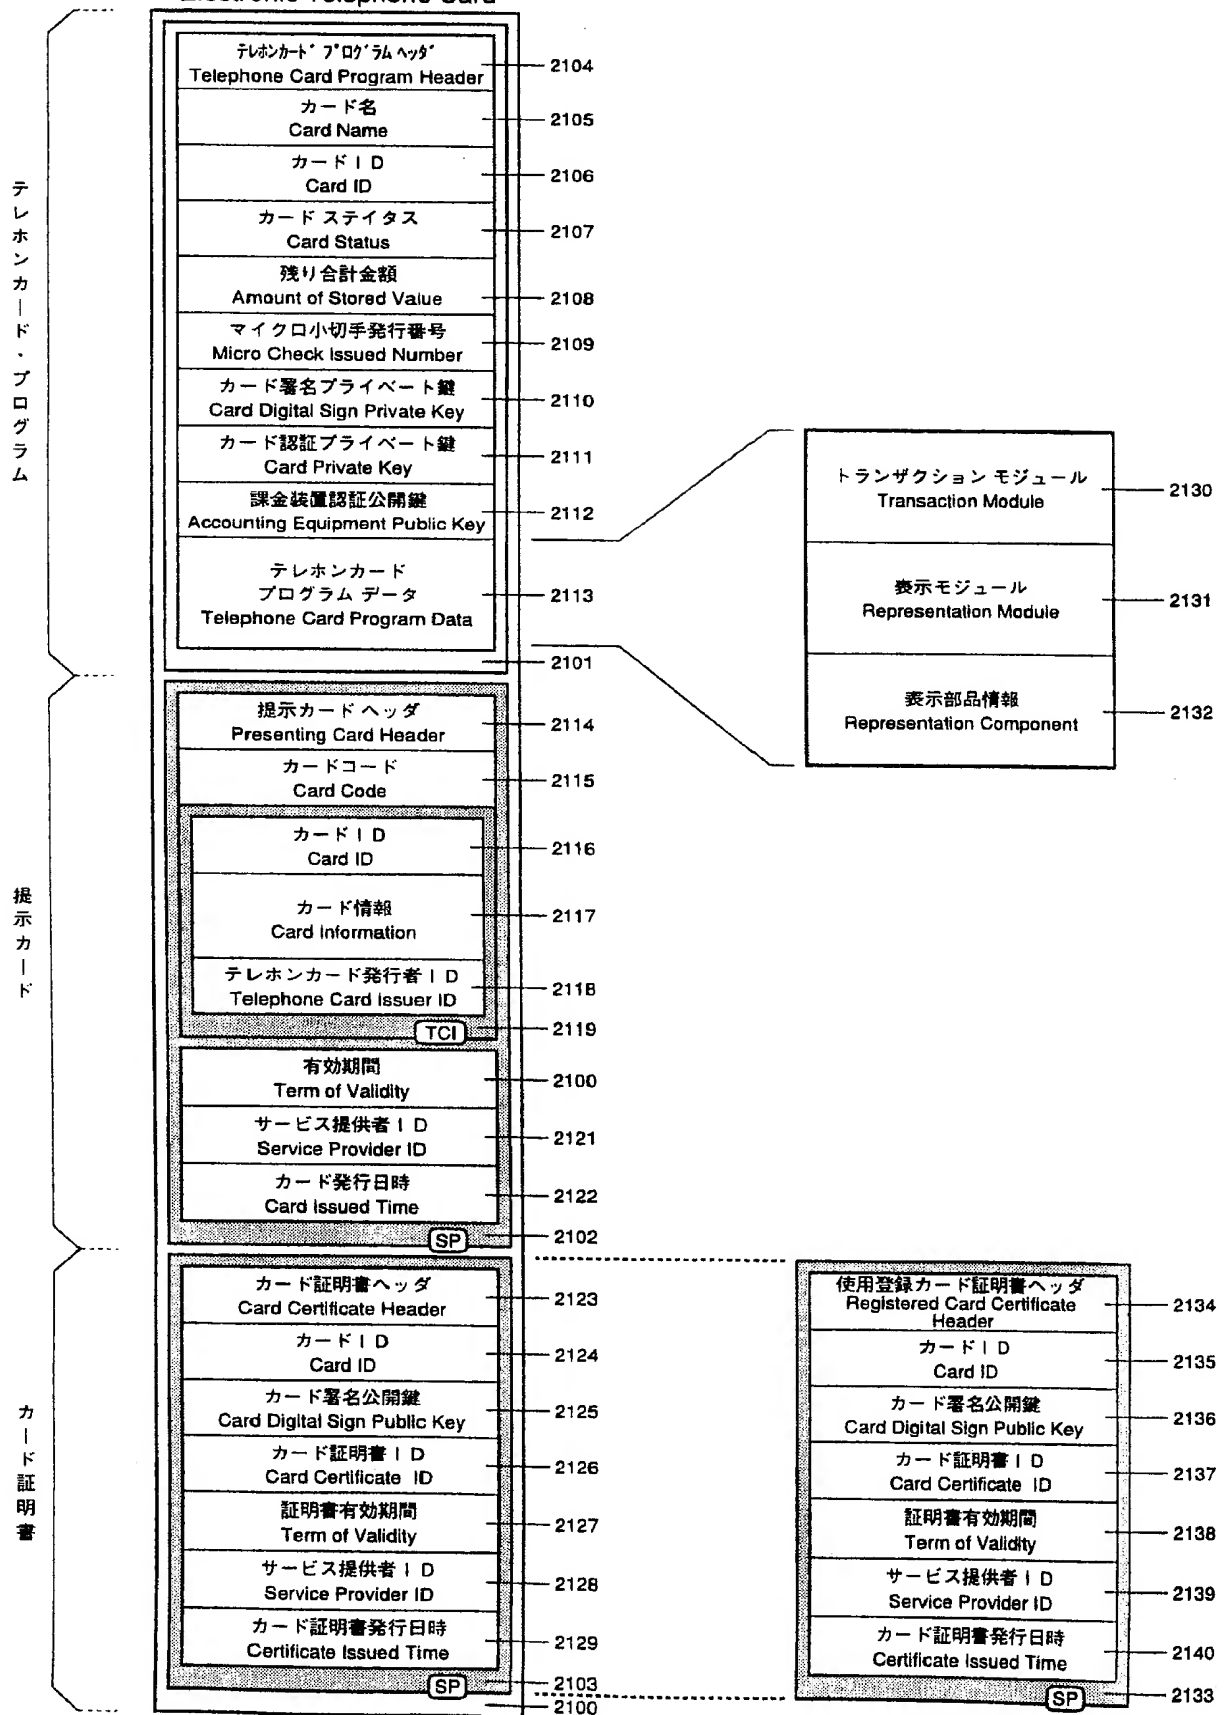 Electronic Telephone Card
テレホンカード・プログラム
テレホンカード プログラム ヘッダ
Telephone Card Program Header
2104
カード名
Card Name
2105
カードID
Card ID
2106
カード ステイタス
Card Status
2107
残り合計金額
Amount of Stored Value
2108
マイクロ小切手発行番号
Micro Check Issued Number
2109
カード署名プライベート鍵
Card Digital Sign Private Key
2110
カード認証プライベート鍵
Card Private Key
2111
課金装置認証公開鍵
Accounting Equipment Public Key
2112
テレホンカード
プログラム データ
Telephone Card Program Data
2113
2101
トランザクション モジュール
Transaction Module
2130
表示モジュール
Representation Module
2131
表示部品情報
Representation Component
2132
提示カード
提示カード ヘッダ
Presenting Card Header
2114
カードコード
Card Code
2115
カードID
Card ID
2116
カード情報
Card Information
2117
テレホンカード発行者ID
Telephone Card Issuer ID
2118
TCI
2119
有効期間
Term of Validity
2100
サービス提供者ID
Service Provider ID
2121
カード発行日時
Card Issued Time
2122
SP
2102
カード証明書
カード証明書ヘッダ
Card Certificate Header
2123
カードID
Card ID
2124
カード署名公開鍵
Card Digital Sign Public Key
2125
カード証明書ID
Card Certificate ID
2126
証明書有効期間
Term of Validity
2127
サービス提供者ID
Service Provider ID
2128
カード証明書発行日時
Certificate Issued Time
2129
SP
2103
2100
使用登録カード証明書ヘッダ
Registered Card Certificate
Header
2134
カードID
Card ID
2135
カード署名公開鍵
Card Digital Sign Public Key
2136
カード証明書ID
Card Certificate ID
2137
証明書有効期間
Term of Validity
2138
サービス提供者ID
Service Provider ID
2139
カード証明書発行日時
Certificate Issued Time
2140
SP
2133